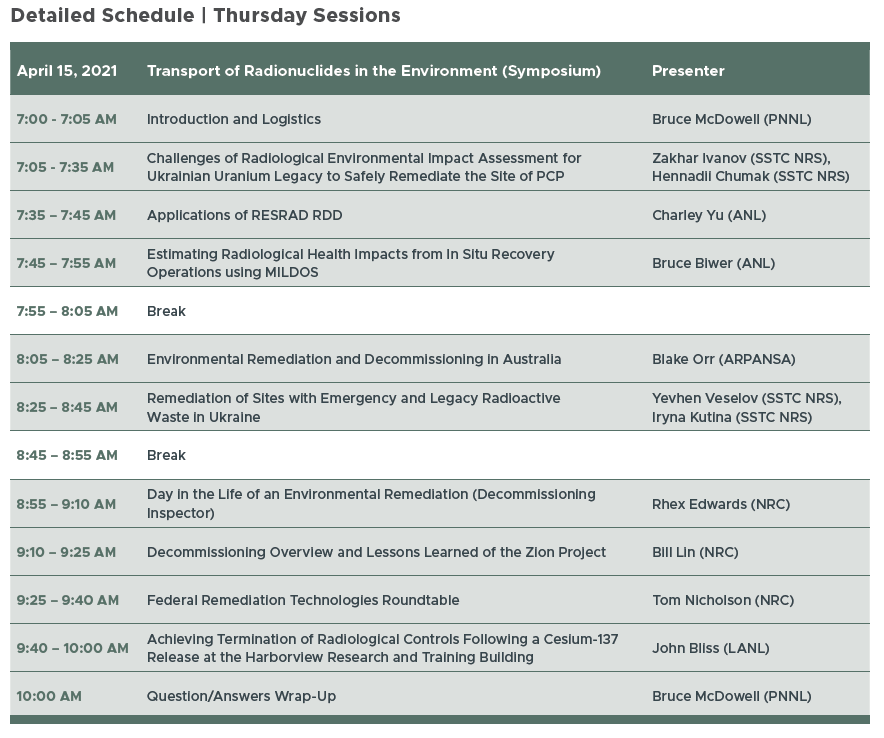 Detailed Schedule | Thursday Sessions
April 15, 2021 Transport of Radionuclides in the Environment (Symposium) Presenter
7:00 - 7:05 AM Introduction and Logistics Bruce McDowell (PNNL)
7:05 - 7:35 AM Challenges of Radiological Environmental Impact Assessment for Zakhar Ivanov (SSTC NRS),
Ukrainian Uranium Legacy to Safely Remediate the Site of PCP Hennadii Chumak (SSTC NRS)
7:35 – 7:45 AM Applications of RESRAD RDD Charley Yu (ANL)
7:45 – 7:55 AM Estimating Radiological Health Impacts from In Situ Recovery
Operations using MILDOS Bruce Biwer (ANL)
7:55 – 8:05 AM Break
8:05 – 8:25 AM Environmental Remediation and Decommissioning in Australia Blake Orr (ARPANSA)
8:25 – 8:45 AM Remediation of Sites with Emergency and Legacy Radioactive Yevhen Veselov (SSTC NRS),
Waste in Ukraine Iryna Kutina (SSTC NRS)
8:45 – 8:55 AM Break
8:55 – 9:10 AM Day in the Life of an Environmental Remediation (Decommissioning
Inspector) Rhex Edwards (NRC)
9:10 – 9:25 AM Decommissioning Overview and Lessons Learned of the Zion Project Bill Lin (NRC)
9:25 – 9:40 AM Federal Remediation Technologies Roundtable Tom Nicholson (NRC)
9:40 – 10:00 AM Achieving Termination of Radiological Controls Following a Cesium-137
Release at the Harborview Research and Training Building John Bliss (LANL)
10:00 AM Question/Answers Wrap-Up Bruce McDowell (PNNL)